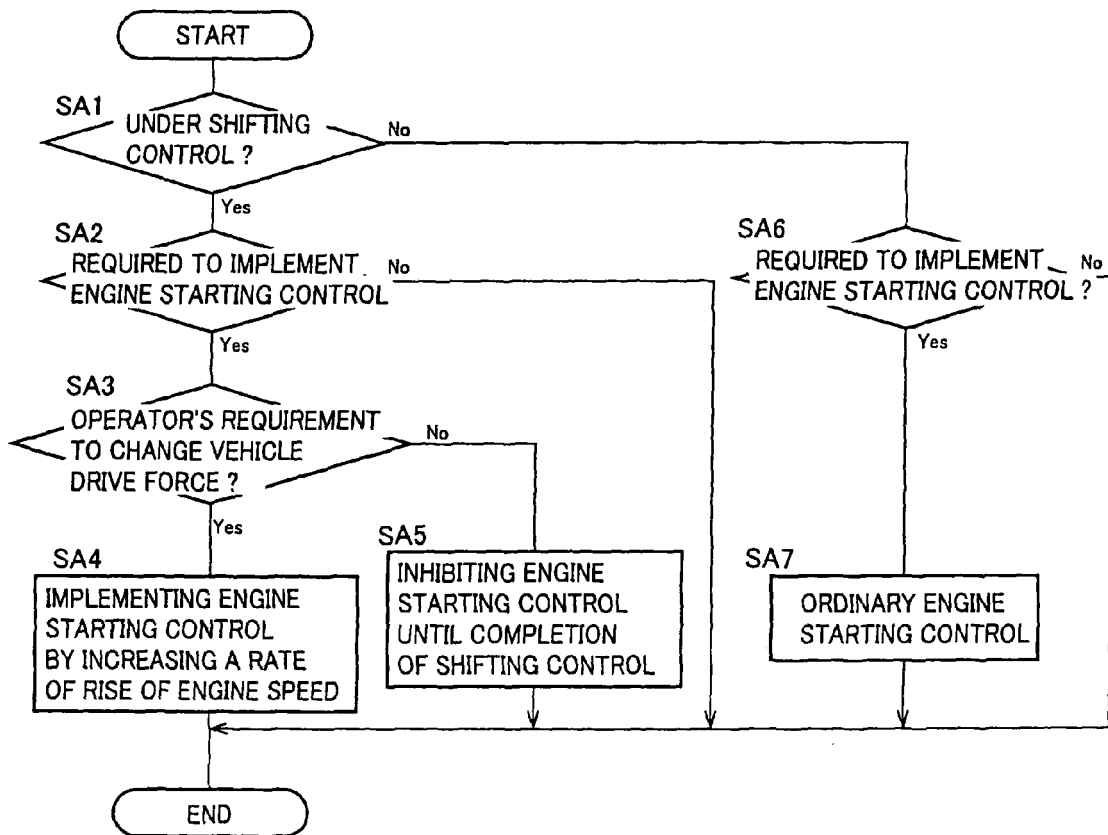 START
SA1
UNDER SHIFTING
CONTROL ?
No
Yes
SA2
REQUIRED TO IMPLEMENT
ENGINE STARTING CONTROL
No
Yes
SA3
OPERATOR'S REQUIREMENT
TO CHANGE VEHICLE
DRIVE FORCE ?
No
Yes
SA4
IMPLEMENTING ENGINE
STARTING CONTROL
BY INCREASING A RATE
OF RISE OF ENGINE SPEED
SA5
INHIBITING ENGINE
STARTING CONTROL
UNTIL COMPLETION
OF SHIFTING CONTROL
SA6
REQUIRED TO IMPLEMENT
ENGINE STARTING CONTROL ?
No
Yes
SA7
ORDINARY ENGINE
STARTING CONTROL
END